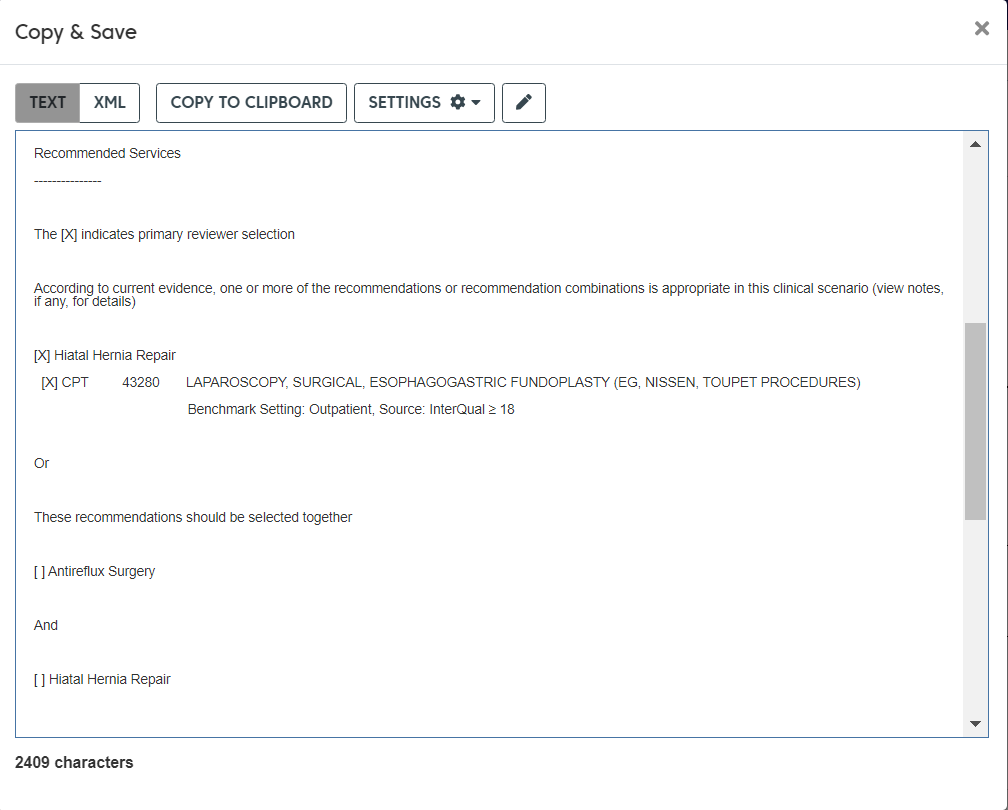 Copy & Save
TEXT XML COPY TO CLIPBOARD SETTINGS
Recommended Services
---------------
The [X] indicates primary reviewer selection
According to current evidence, one or more of the recommendations or recommendation combinations is appropriate in this clinical scenario (view notes,
if any, for details)
[X] Hiatal Hernia Repair
[X] CPT 43280 LAPAROSCOPY, SURGICAL, ESOPHAGOGASTRIC FUNDOPLASTY (EG, NISSEN, TOUPET PROCEDURES)
Benchmark Setting: Outpatient, Source: InterQual ≥ 18
Or
These recommendations should be selected together
[ ] Antireflux Surgery
And
[ ] Hiatal Hernia Repair
2409 characters